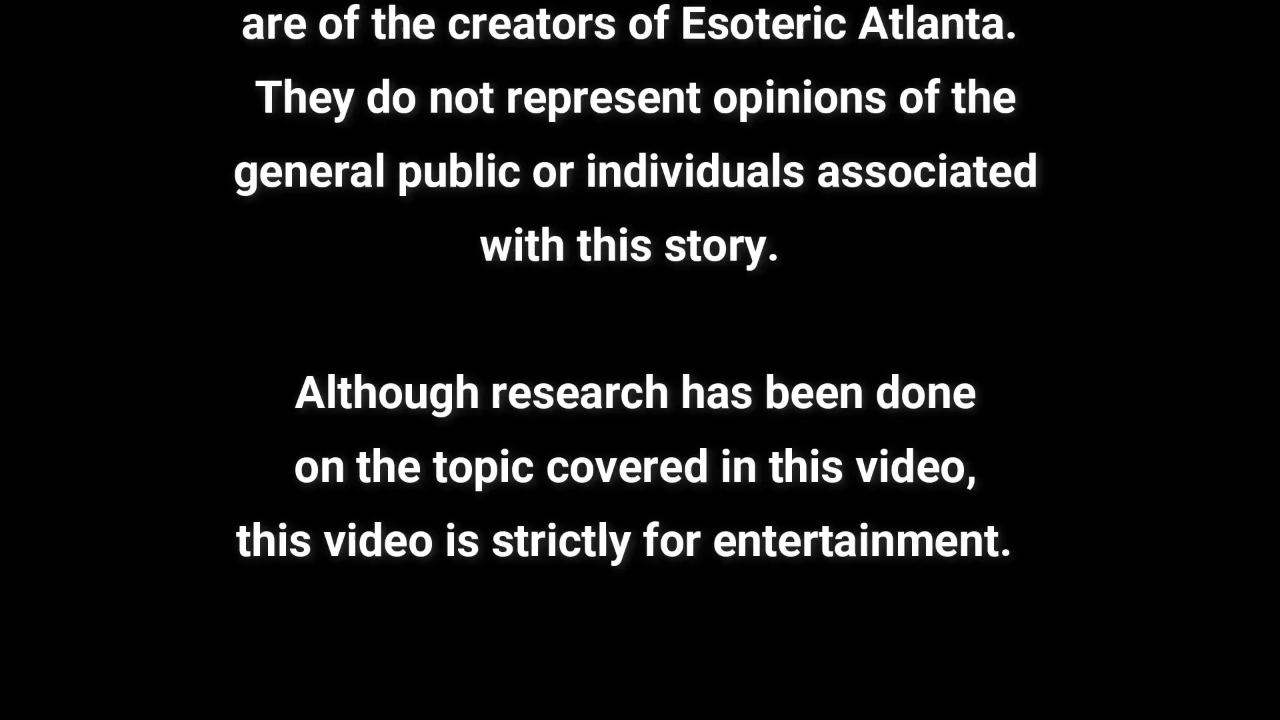 are of the creators of Esoteric Atlanta.
They do not represent opinions of the
general public or individuals associated
with this story.
Although research has been done
on the topic covered in this video,
this video is strictly for entertainment.